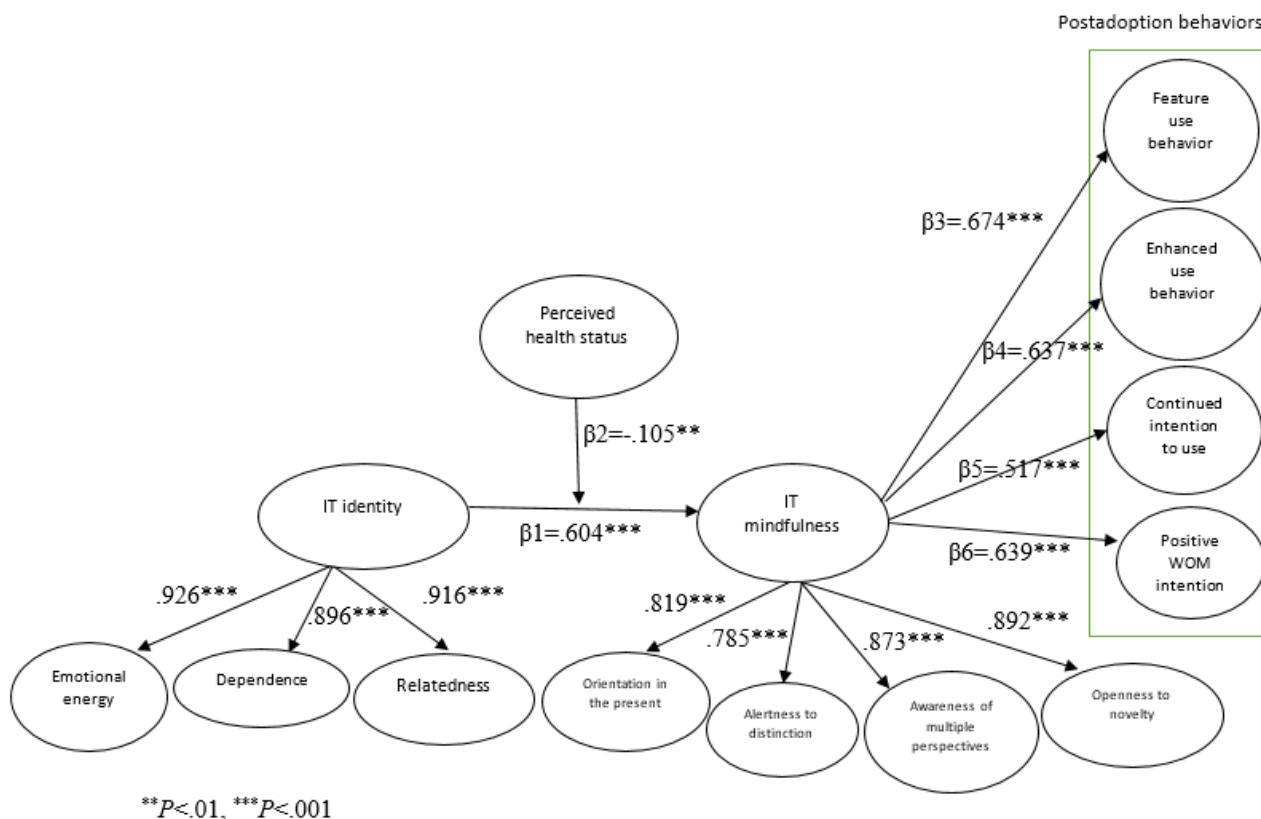 Postadoption behaviors
Feature
use
behavior
β3=.674***
Enhanced
use
behavior
Perceived
health status
β4=.637***
Continued
intention
to use
β2=-.105**
β5=.517***
IT identity
IT
mindfulness
β1=.604***
β6=.639***
Positive
WOM
intention
.926***
.896***
.916***
.819***
.785***
.873***
.892***
Emotional
energy
Dependence
Relatedness
Orientation in
the present
Alertness to
distinction
Awareness of
multiple
perspectives
Openness to
novelty
**P<.01, ***P<.001